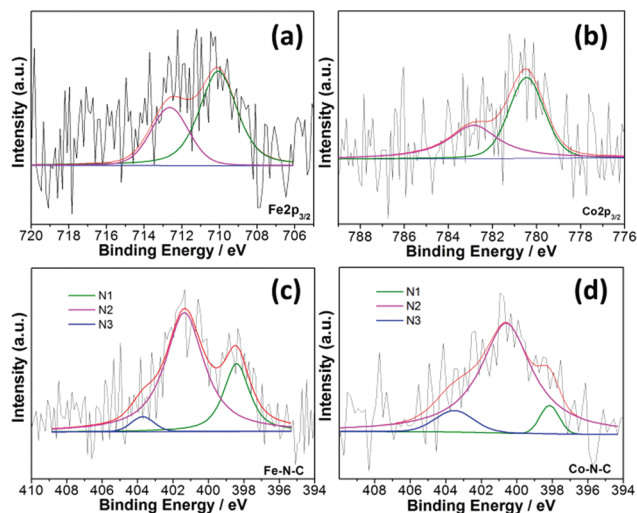 (a)
Intensity (a.u.)
Fe2p3/2
720 718 716 714 712 710 708 706
Binding Energy / eV
(b)
Intensity (a.u.)
Co2p3/2
788 786 784 782 780 778 776
Binding Energy / eV
(c)
N1
N2
N3
Intensity (a.u.)
Fe-N-C
410 408 406 404 402 400 398 396 394
Binding Energy / eV
(d)
N1
N2
N3
Intensity (a.u.)
Co-N-C
408 406 404 402 400 398 396 394
Binding Energy / eV